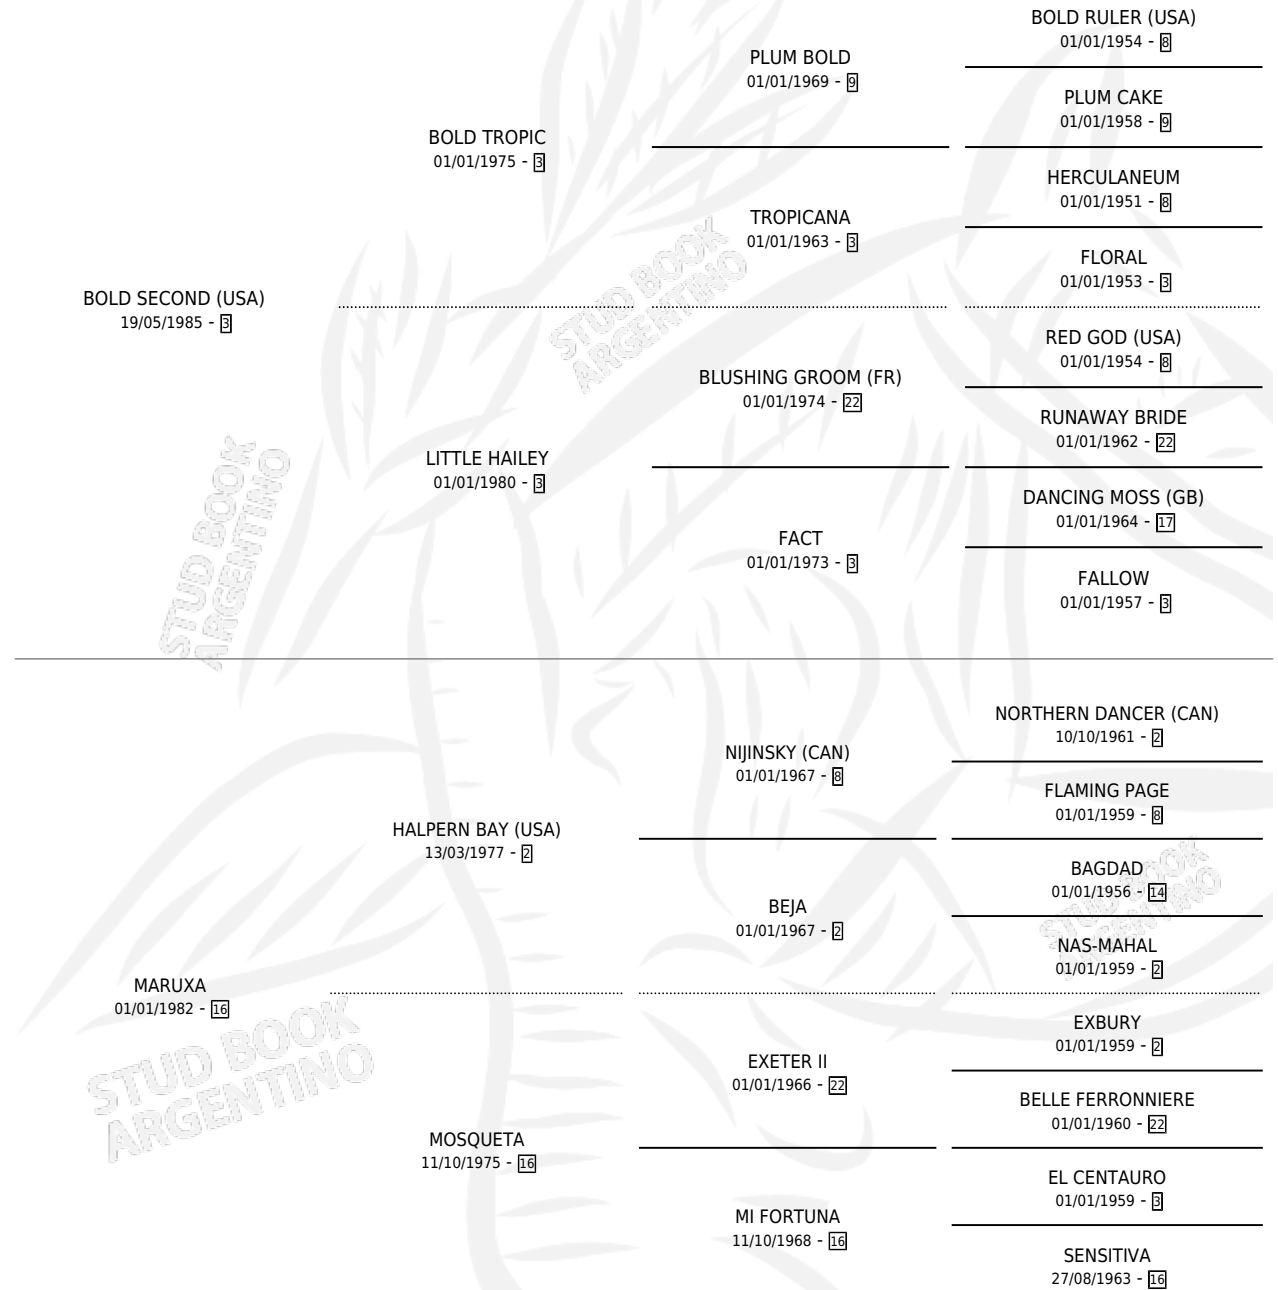 BOLD RULER (USA)
01/01/1954 - 8
PLUM BOLD
01/01/1969 - 9
PLUM CAKE
01/01/1958 - 9
BOLD TROPIC
01/01/1975 - 3
HERCULANEUM
01/01/1951 - 8
TROPICANA
01/01/1963 - 3
FLORAL
01/01/1953 - 3
BOLD SECOND (USA)
19/05/1985 - 3
STUD BOOK
ARGENTINO
RED GOD (USA)
01/01/1954 - 8
BLUSHING GROOM (FR)
01/01/1974 - 22
RUNAWAY BRIDE
01/01/1962 - 22
LITTLE HAILEY
01/01/1980 - 3
DANCING MOSS (GB)
01/01/1964 - 17
FACT
01/01/1973 - 3
FALLOW
01/01/1957 - 3
STUD BOOK
ARGENTINO
NORTHERN DANCER (CAN)
10/10/1961 - 2
NIJINSKY (CAN)
01/01/1967 - 8
FLAMING PAGE
01/01/1959 - 8
HALPERN BAY (USA)
13/03/1977 - 2
BAGDAD
01/01/1956 - 14
STUD BOOK
ARGENTINO
BEJA
01/01/1967 - 2
NAS-MAHAL
01/01/1959 - 2
MARUXA
01/01/1982 - 16
EXBURY
01/01/1959 - 2
STUD BOOK
ARGENTINO
EXETER II
01/01/1966 - 22
BELLE FERRONNIERE
01/01/1960 - 22
MOSQUETA
11/10/1975 - 16
EL CENTAURO
01/01/1959 - 3
MI FORTUNA
11/10/1968 - 16
SENSITIVA
27/08/1963 - 16